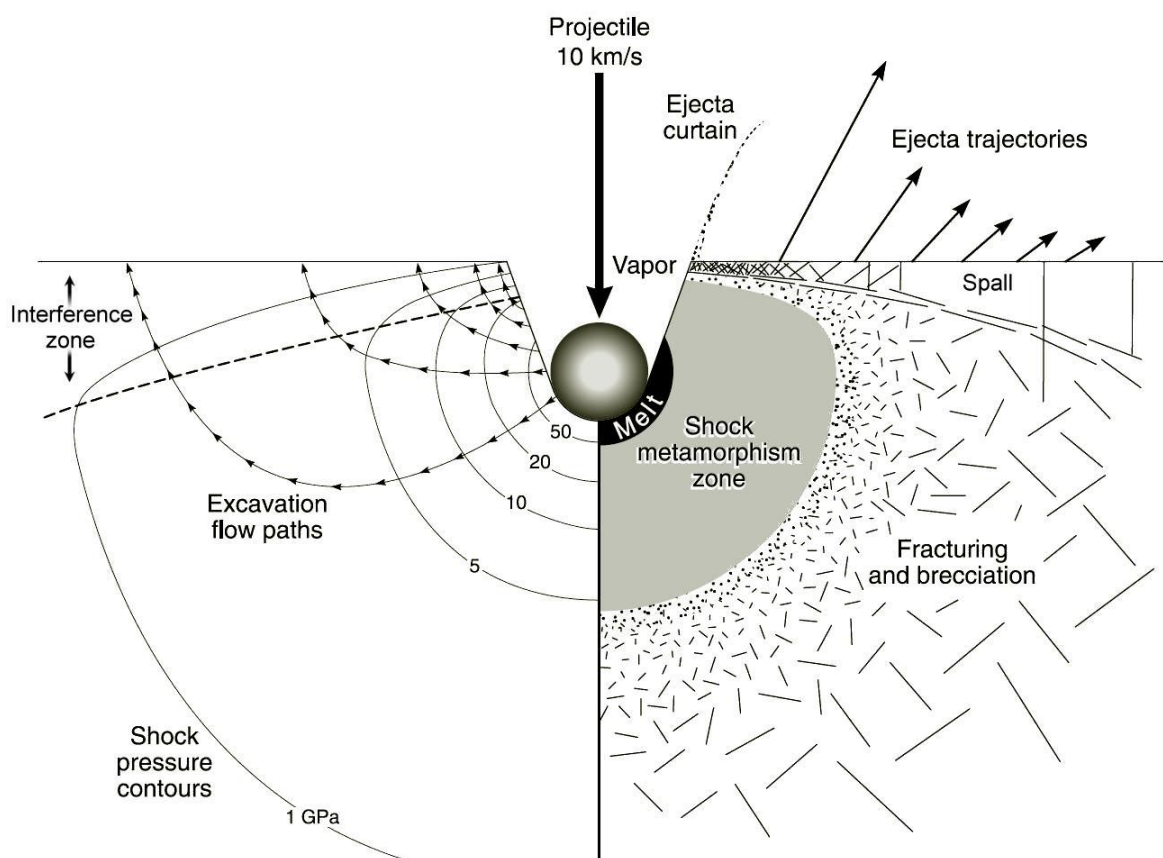 Projectile
10 km/s
Ejecta
curtain
Ejecta trajectories
Vapor
Spall
Interference
zone
Melt
50
20
10
5
Shock
metamorphism
zone
Excavation
flow paths
Fracturing
and brecciation
Shock
pressure
contours
1 GPa